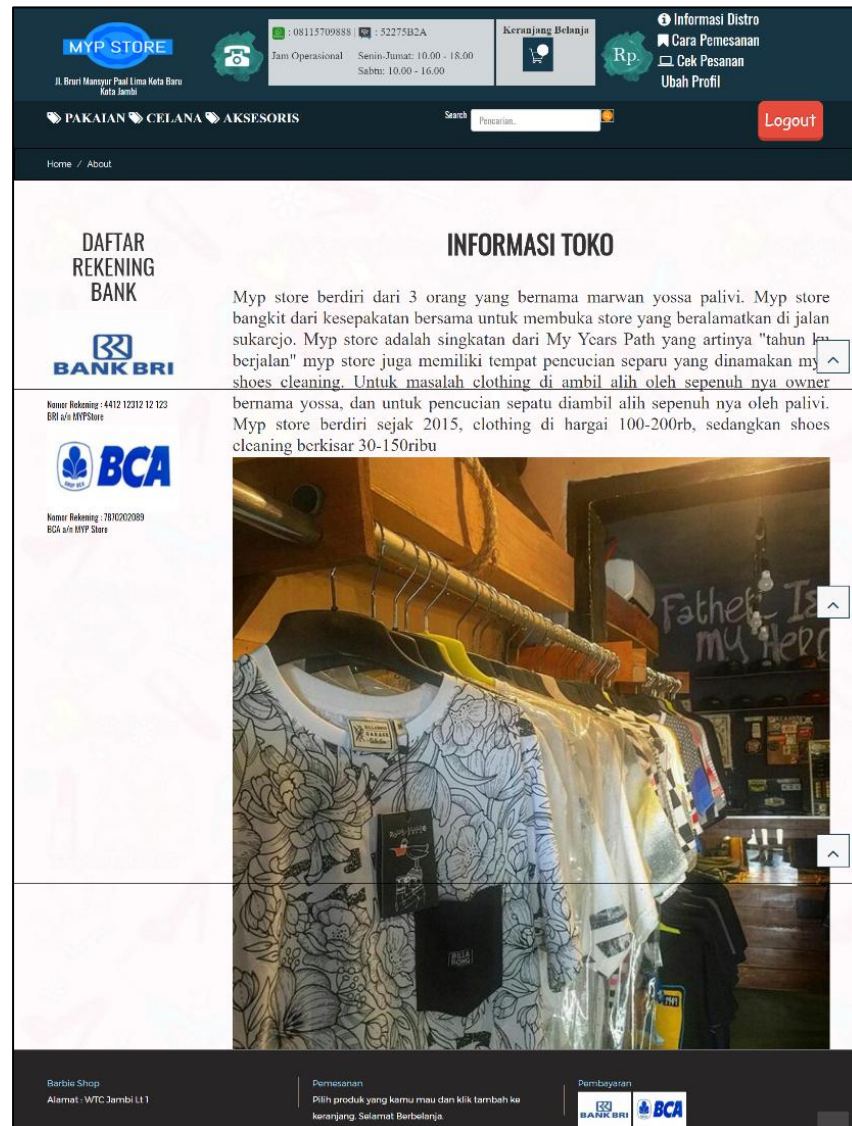 MYP STORE
Jl. Bruri Mansyur Paal Lima Kota Baru
Kota Jambi
: 08115709888 | : 52275B2A
Jam Operasional Senin-Jumat: 10.00 - 18.00
Sabtu: 10.00 - 16.00
Keranjang Belanja
Rp.
Informasi Distro
Cara Pemesanan
Cek Pesanan
Ubah Profil
PAKAIAN CELANA AKSESORIS
Search Pencarian..
Logout
Home / About
DAFTAR
REKENING
BANK
BANK BRI
Nomor Rekening : 4412 12312 12 123
BRI a/n MYPStore
BCA
Nomor Rekening : 7870202089
BCA a/n MYP Store
INFORMASI TOKO
Myp store berdiri dari 3 orang yang bernama marwan yossa palivi. Myp store
bangkit dari kesepakatan bersama untuk membuka store yang beralamatkan di jalan
sukarejo. Myp store adalah singkatan dari My Years Path yang artinya "tahun ku
berjalan" myp store juga memiliki tempat pencucian separu yang dinamakan myp
shoes cleaning. Untuk masalah clothing di ambil alih oleh sepenuh nya owner
bernama yossa, dan untuk pencucian sepatu diambil alih sepenuh nya oleh palivi.
Myp store berdiri sejak 2015, clothing di hargai 100-200rb, sedangkan shoes
cleaning berkisar 30-150ribu
Father Is
my Hero
BILLABONG
Barbie Shop
Alamat : WTC Jambi Lt 1
Pemesanan
Pilih produk yang kamu mau dan klik tambah ke
keranjang. Selamat Berbelanja.
Pembayaran
BANK BRI
BCA